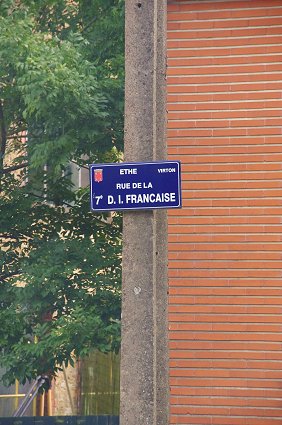 ETHE VIRTON
RUE DE LA
7e D. I. FRANCAISE